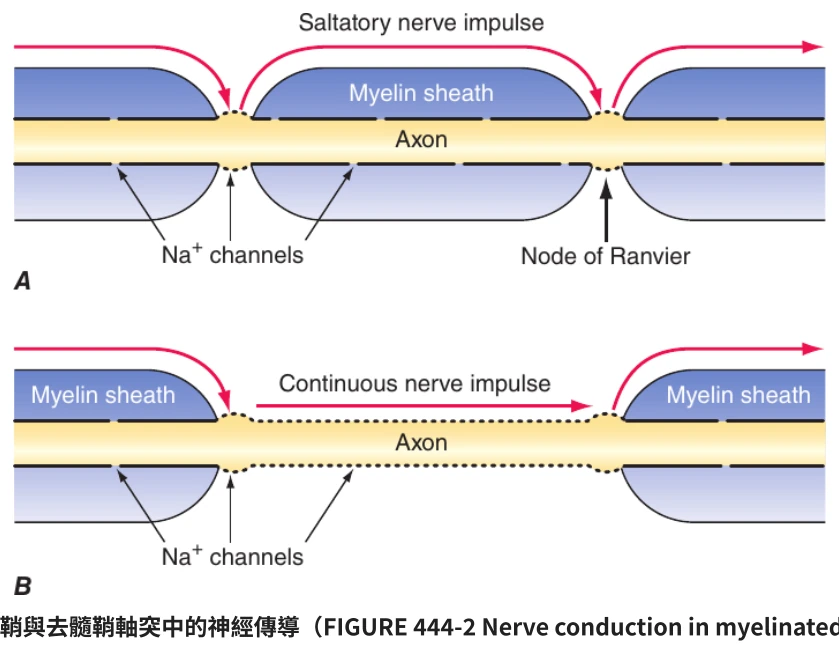 Saltatory nerve impulse
Myelin sheath
Axon
Na+ channels
Node of Ranvier
A
Continuous nerve impulse
Myelin sheath
Myelin sheath
Axon
Na+ channels
B
鞘與去髓鞘軸突中的神經傳導（FIGURE 444-2 Nerve conduction in myelinated